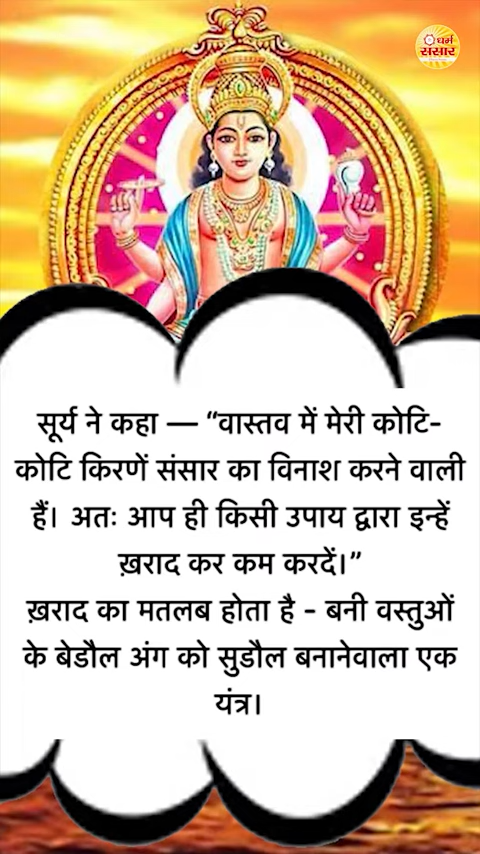 धर्म
संसार
सूर्य ने कहा — “वास्तव में मेरी कोटि-
कोटि किरणें संसार का विनाश करने वाली
हैं। अतः आप ही किसी उपाय द्वारा इन्हें
ख़राद कर कम करदें।”
ख़राद का मतलब होता है - बनी वस्तुओं
के बेडौल अंग को सुडौल बनानेवाला एक
यंत्र।